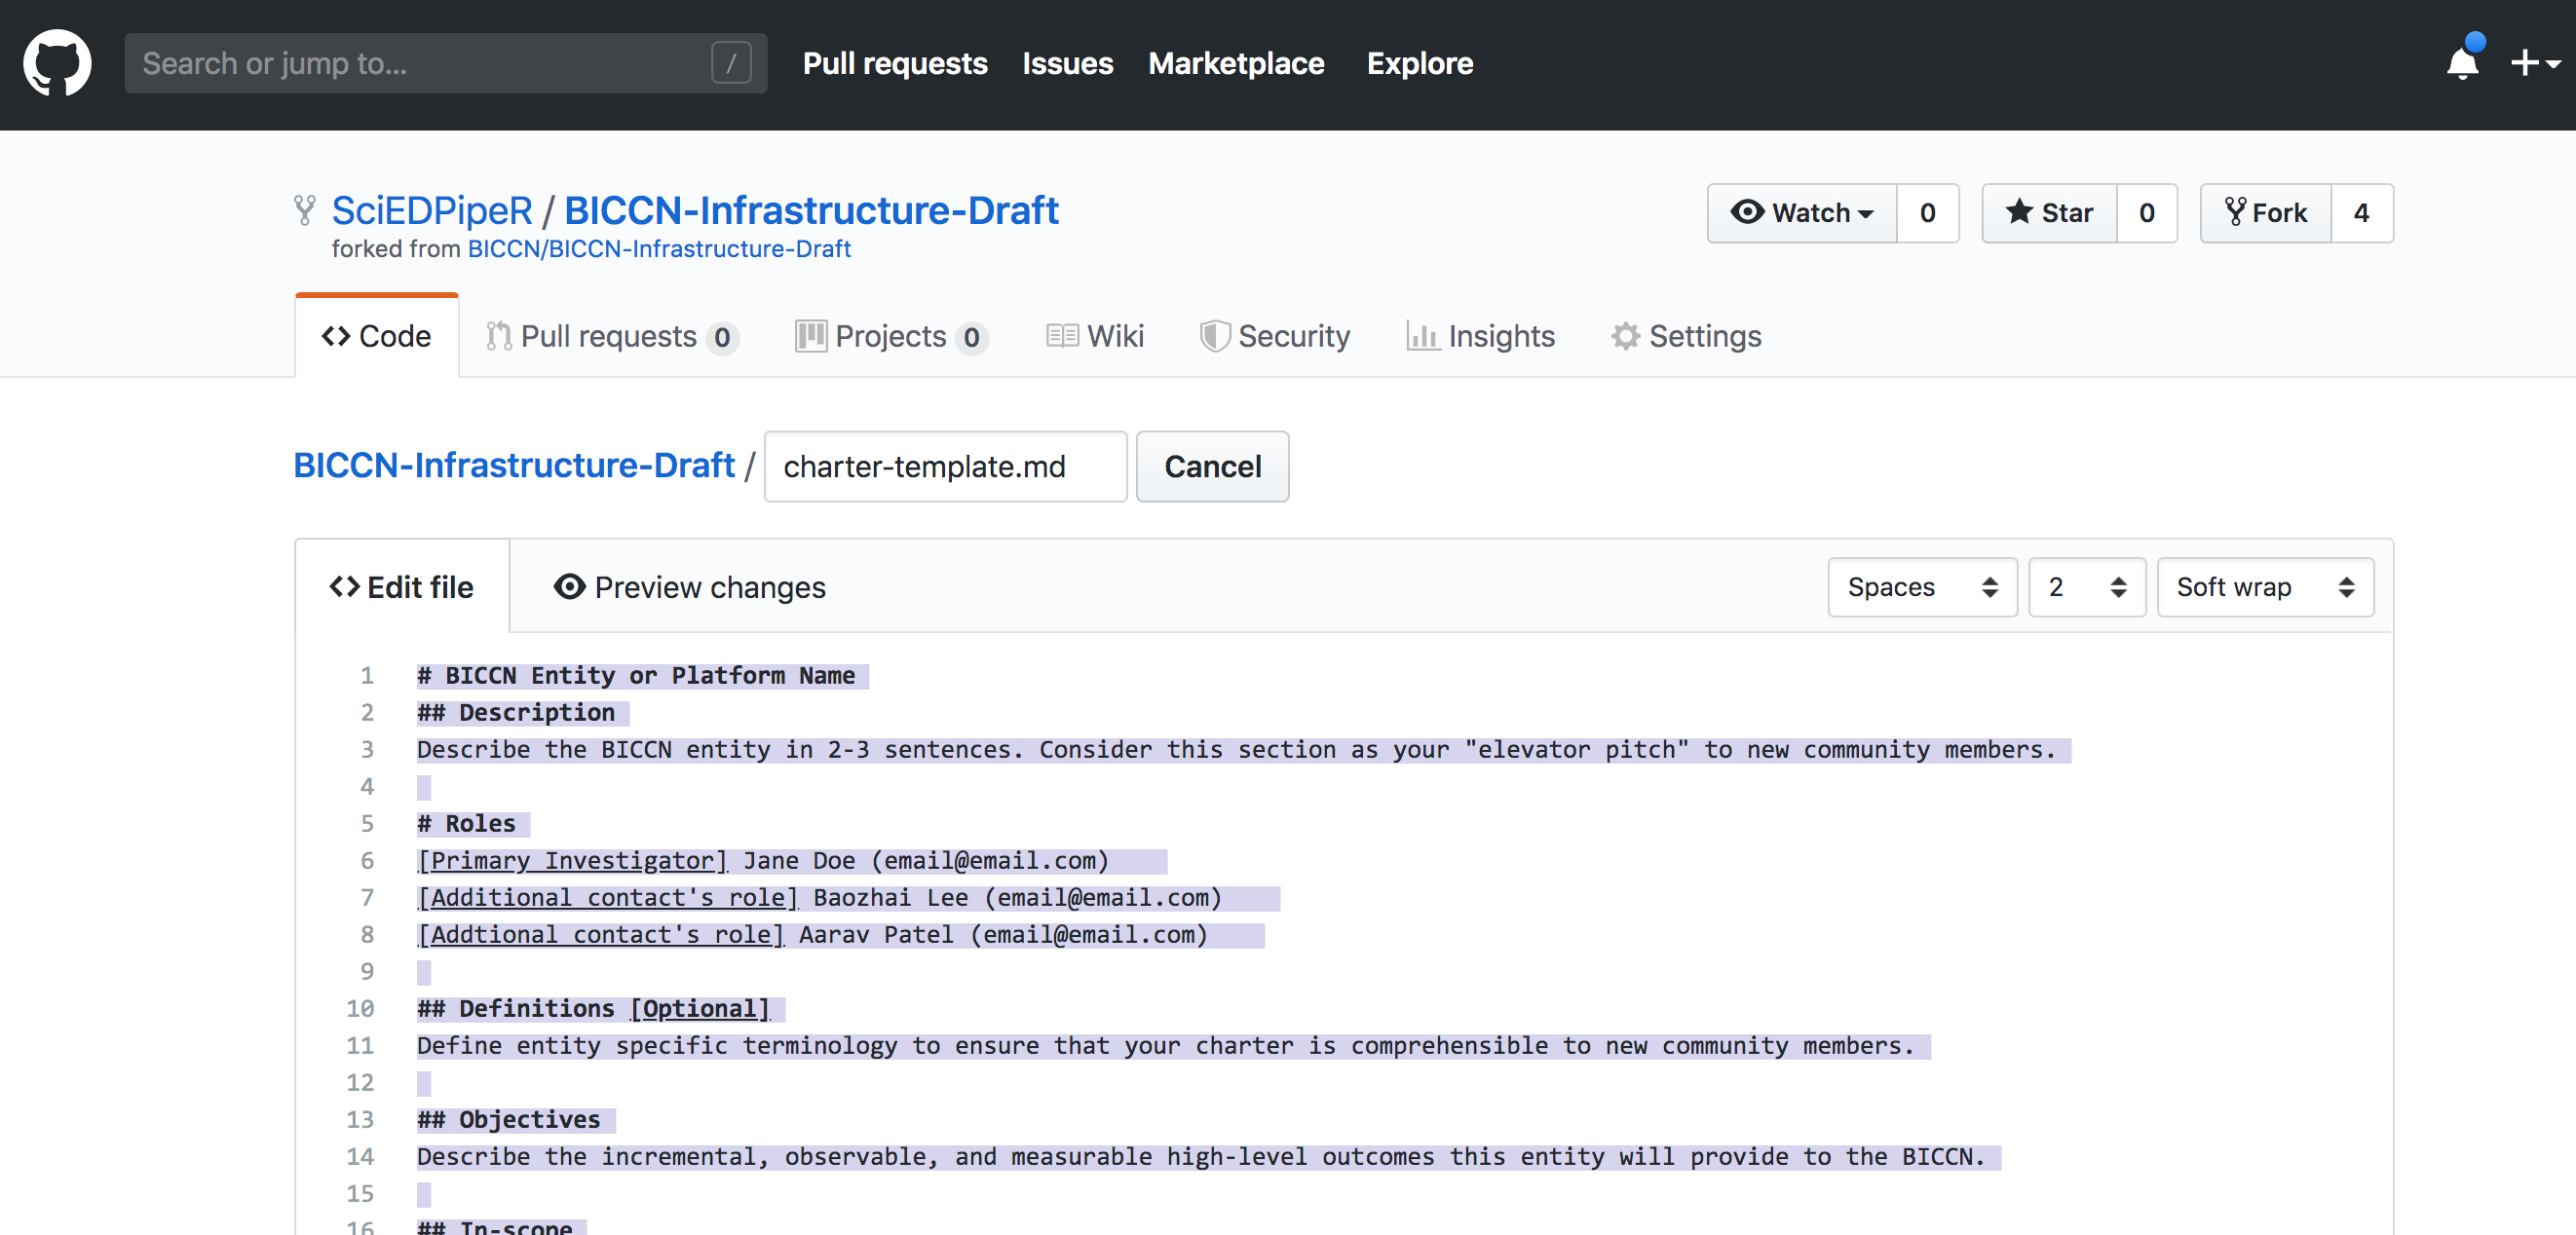 Search or jump to... /
Pull requests Issues Marketplace Explore
SciEDPipeR / BICCN-Infrastructure-Draft
forked from BICCN/BICCN-Infrastructure-Draft
Watch 0 Star 0 Fork 4
Code Pull requests 0 Projects 0 Wiki Security Insights Settings
BICCN-Infrastructure-Draft / charter-template.md Cancel
Edit file Preview changes Spaces 2 Soft wrap
1 # BICCN Entity or Platform Name
2 ## Description
3 Describe the BICCN entity in 2-3 sentences. Consider this section as your "elevator pitch" to new community members.
4
5 # Roles
6 [Primary Investigator] Jane Doe (email@email.com)
7 [Additional contact's role] Baozhai Lee (email@email.com)
8 [Addtional contact's role] Aarav Patel (email@email.com)
9
10 ## Definitions [Optional]
11 Define entity specific terminology to ensure that your charter is comprehensible to new community members.
12
13 ## Objectives
14 Describe the incremental, observable, and measurable high-level outcomes this entity will provide to the BICCN.
15
16 ## In-scope